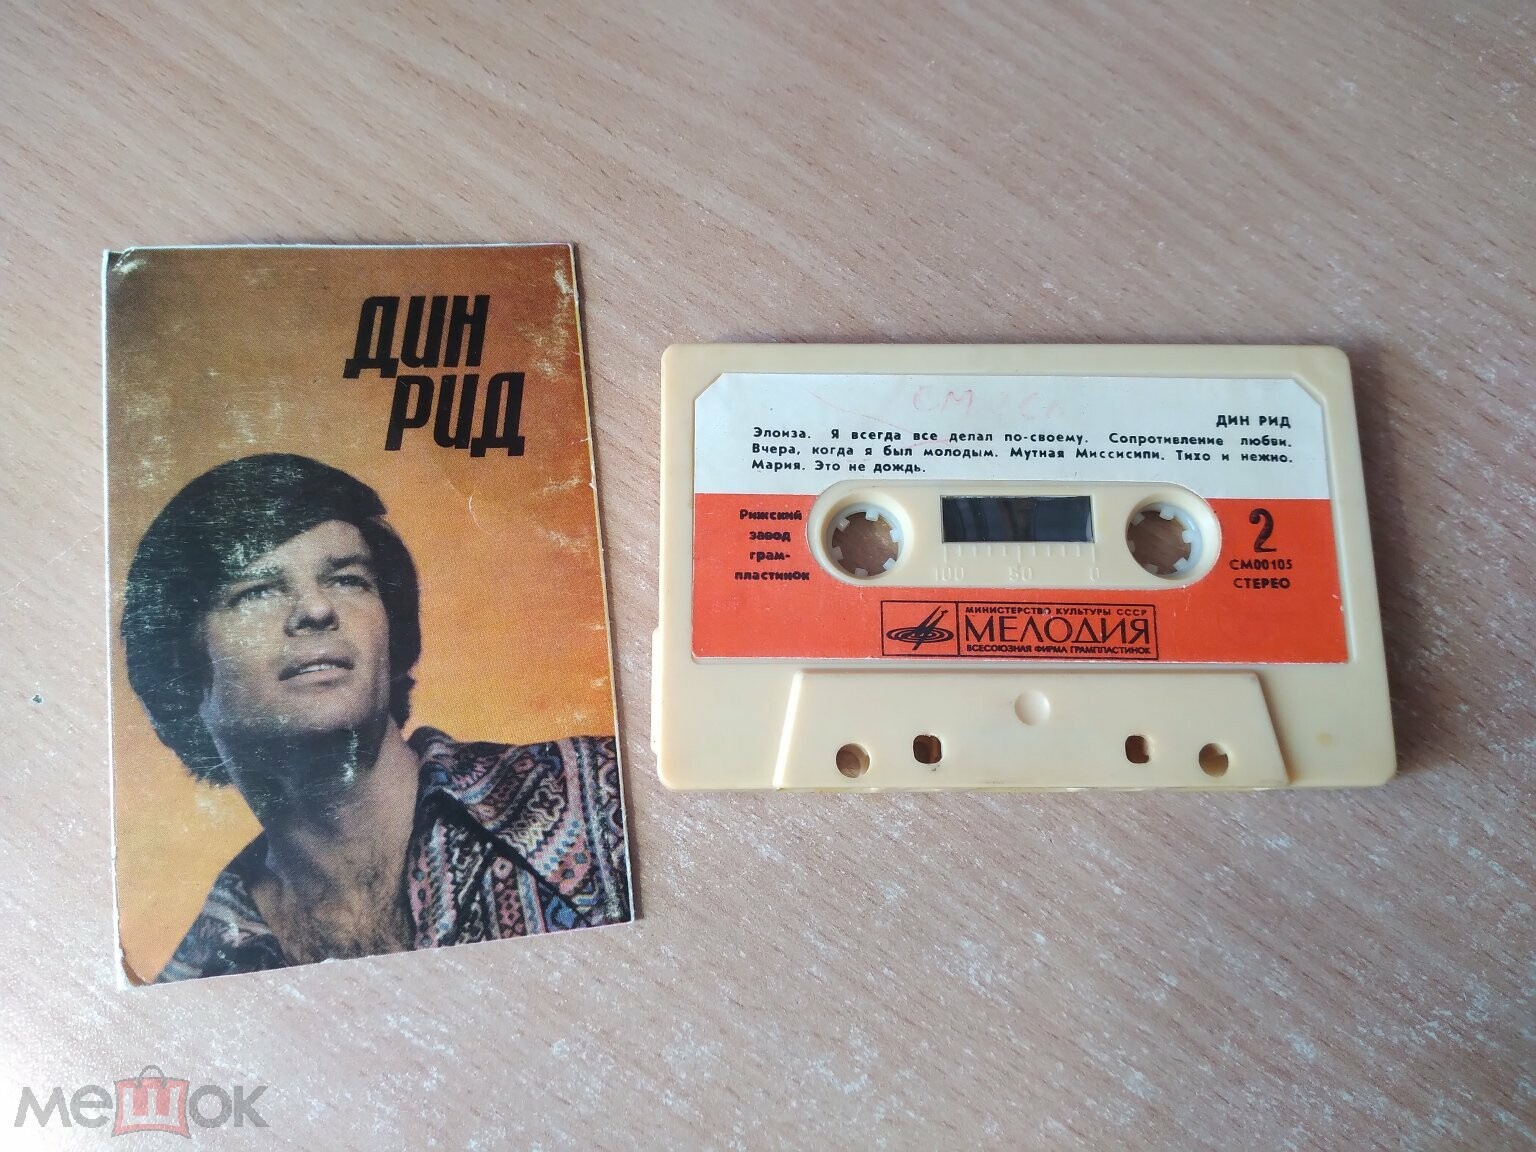 ДИН
РИД
ДИН РИД
Элоиза. Я всегда все делал по-своему. Сопротивление любви.
Вчера, когда я был молодым. Мутная Миссисипи. Тихо и нежно.
Мария. Это не дождь.
Рижский
завод
грам-
пластинок
2
СМ00105
СТЕРЕО
100 50 0
МИНИСТЕРСТВО КУЛЬТУРЫ СССР
МЕЛОДИЯ
ВСЕСОЮЗНАЯ ФИРМА ГРАМПЛАСТИНОК
мешок